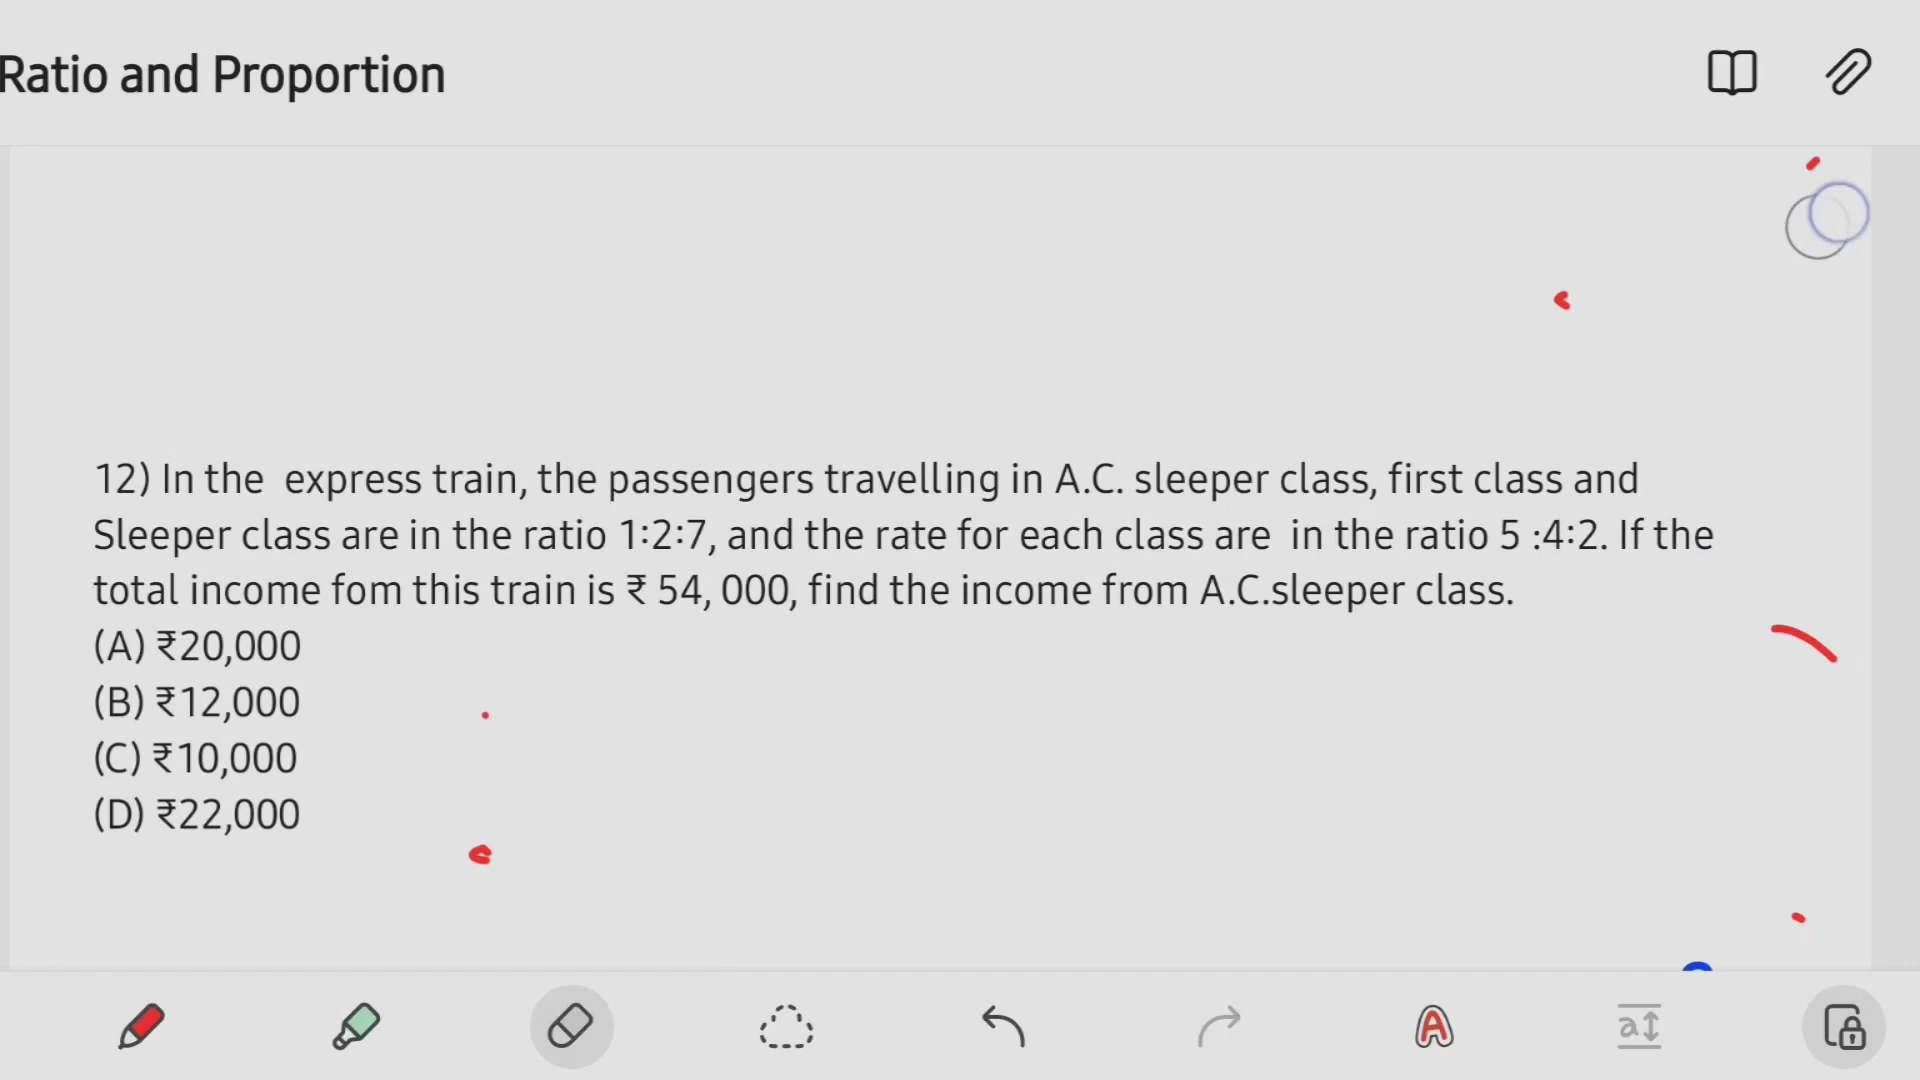 Ratio and Proportion
12) In the express train, the passengers travelling in A.C. sleeper class, first class and
Sleeper class are in the ratio 1:2:7, and the rate for each class are in the ratio 5 :4:2. If the
total income fom this train is ₹ 54, 000, find the income from A.C.sleeper class.
(A) ₹20,000
(B) ₹12,000
(C) ₹10,000
(D) ₹22,000
A a